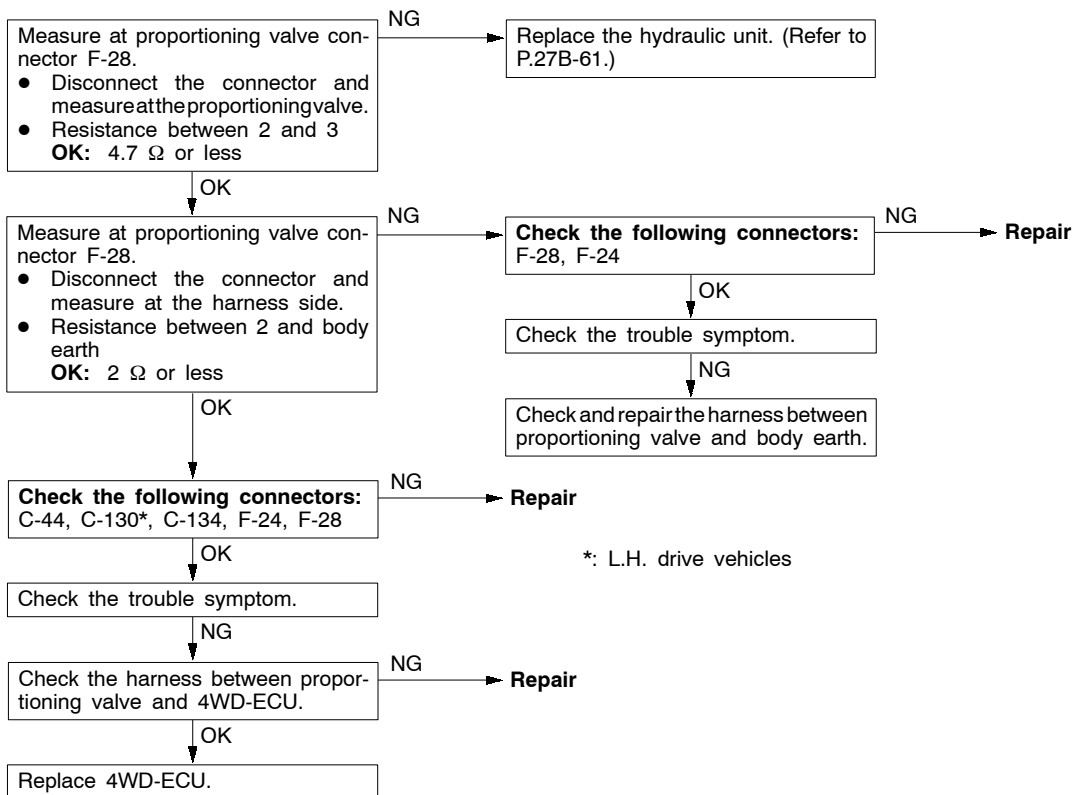 Measure at proportioning valve con-
nector F-28.
● Disconnect the connector and
measure at the proportioning valve.
● Resistance between 2 and 3
OK: 4.7 Ω or less
NG
Replace the hydraulic unit. (Refer to
P.27B-61.)
OK
Measure at proportioning valve con-
nector F-28.
● Disconnect the connector and
measure at the harness side.
● Resistance between 2 and body
earth
OK: 2 Ω or less
NG
Check the following connectors:
F-28, F-24
NG
Repair
OK
Check the trouble symptom.
NG
Check and repair the harness between
proportioning valve and body earth.
OK
Check the following connectors:
C-44, C-130*, C-134, F-24, F-28
NG
Repair
*: L.H. drive vehicles
OK
Check the trouble symptom.
NG
Check the harness between propor-
tioning valve and 4WD-ECU.
NG
Repair
OK
Replace 4WD-ECU.